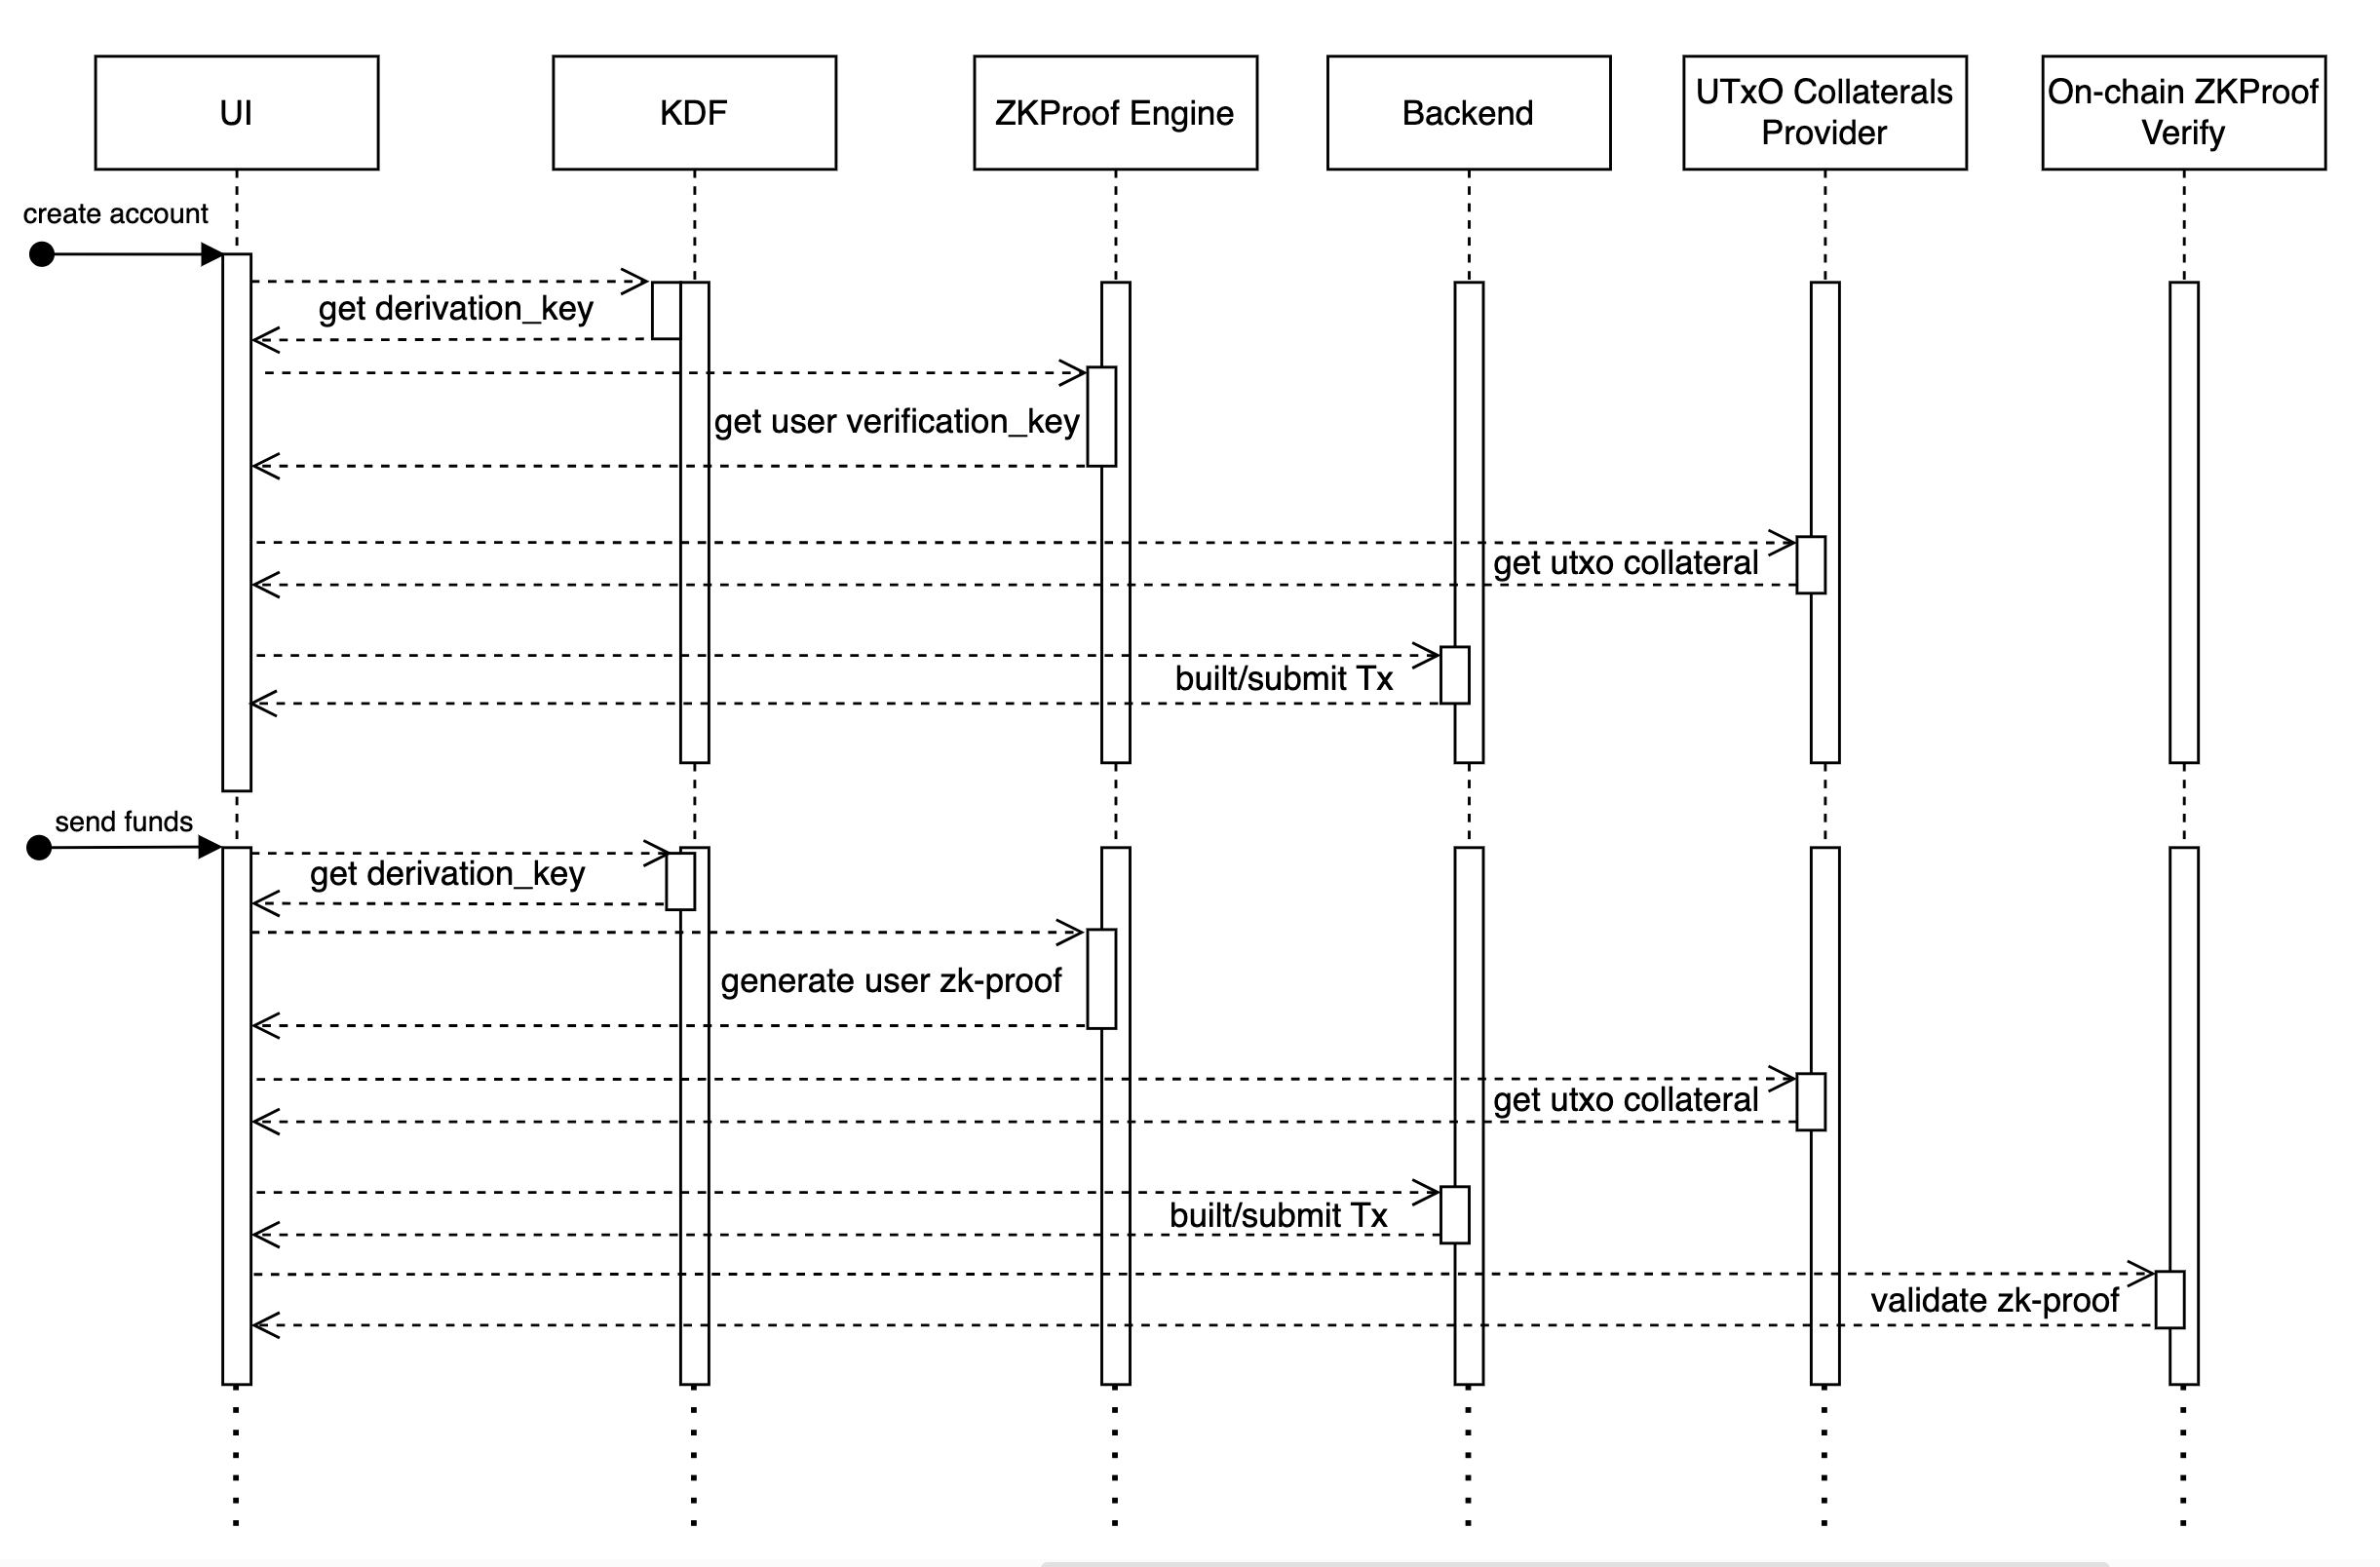 UI
KDF
ZKProof Engine
Backend
UTxO Collaterals
Provider
On-chain ZKProof
Verify
create account
get derivation_key
get user verification_key
get utxo collateral
built/submit Tx
send funds
get derivation_key
generate user zk-proof
get utxo collateral
built/submit Tx
validate zk-proof